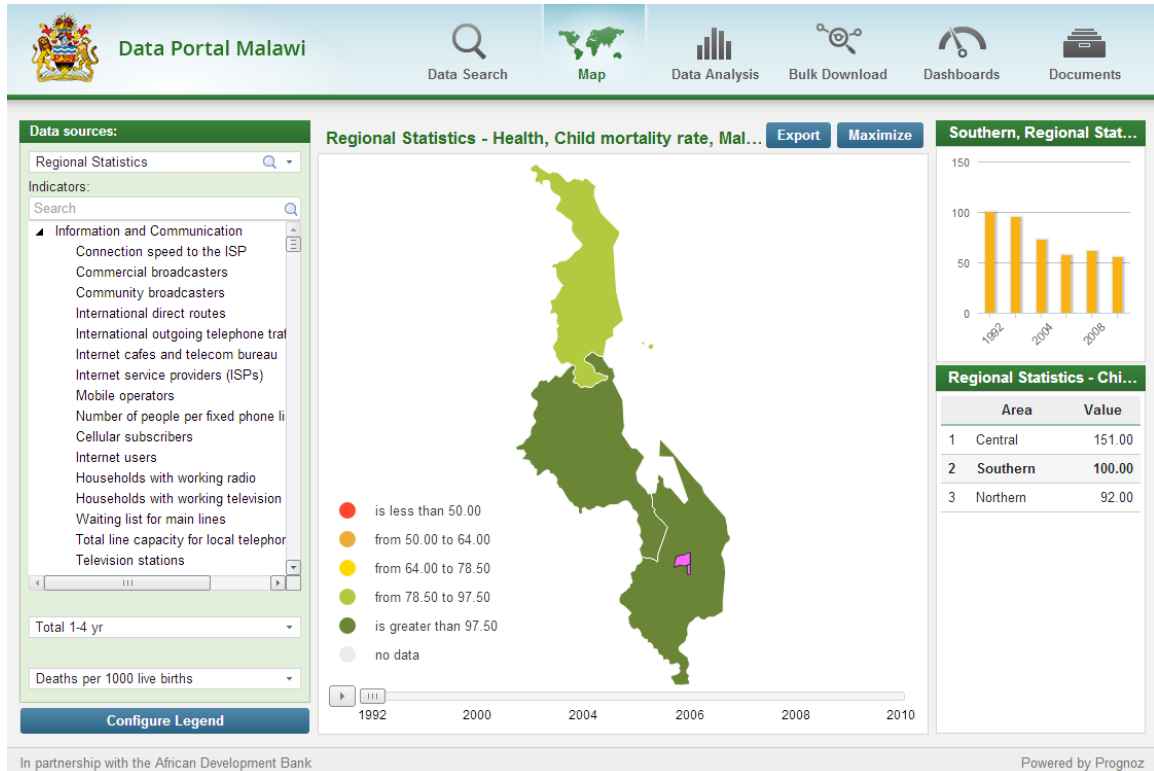 Data Portal Malawi
Data Search
Map
Data Analysis
Bulk Download
Dashboards
Documents
Data sources:
Regional Statistics
Indicators:
Search
Information and Communication
Connection speed to the ISP
Commercial broadcasters
Community broadcasters
International direct routes
International outgoing telephone traf
Internet cafes and telecom bureau
Internet service providers (ISPs)
Mobile operators
Number of people per fixed phone li
Cellular subscribers
Internet users
Households with working radio
Households with working television
Waiting list for main lines
Total line capacity for local telephor
Television stations
Total 1-4 yr
Deaths per 1000 live births
Configure Legend
Regional Statistics - Health, Child mortality rate, Mal...
Export
Maximize
is less than 50.00
from 50.00 to 64.00
from 64.00 to 78.50
from 78.50 to 97.50
is greater than 97.50
no data
1992 2000 2004 2006 2008 2010
Southern, Regional Stat...
150
100
50
0
1992 2004 2008
Regional Statistics - Chi...
Area Value
1 Central 151.00
2 Southern 100.00
3 Northern 92.00
In partnership with the African Development Bank
Powered by Prognoz